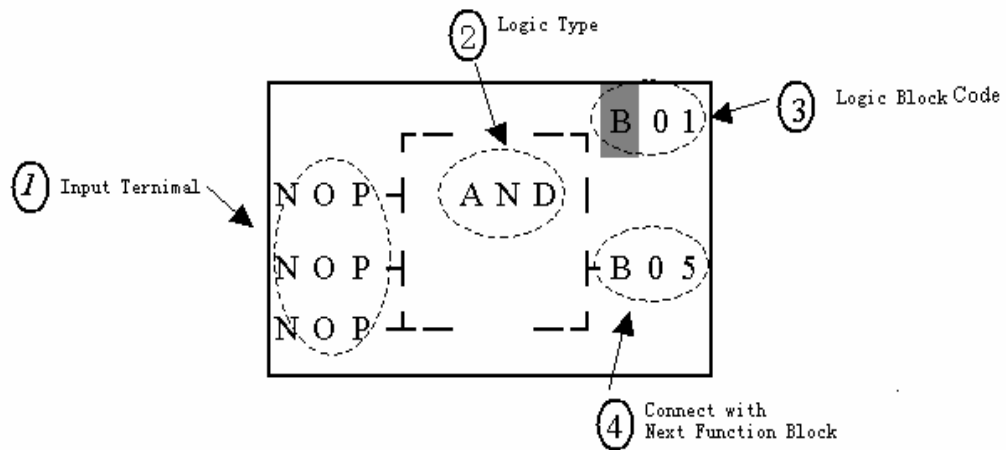 2 Logic Type
B 0 1
3 Logic Block Code
1 Input Ternimal
N O P
A N D
N O P
B 0 5
N O P
4 Connect with
Next Function Block